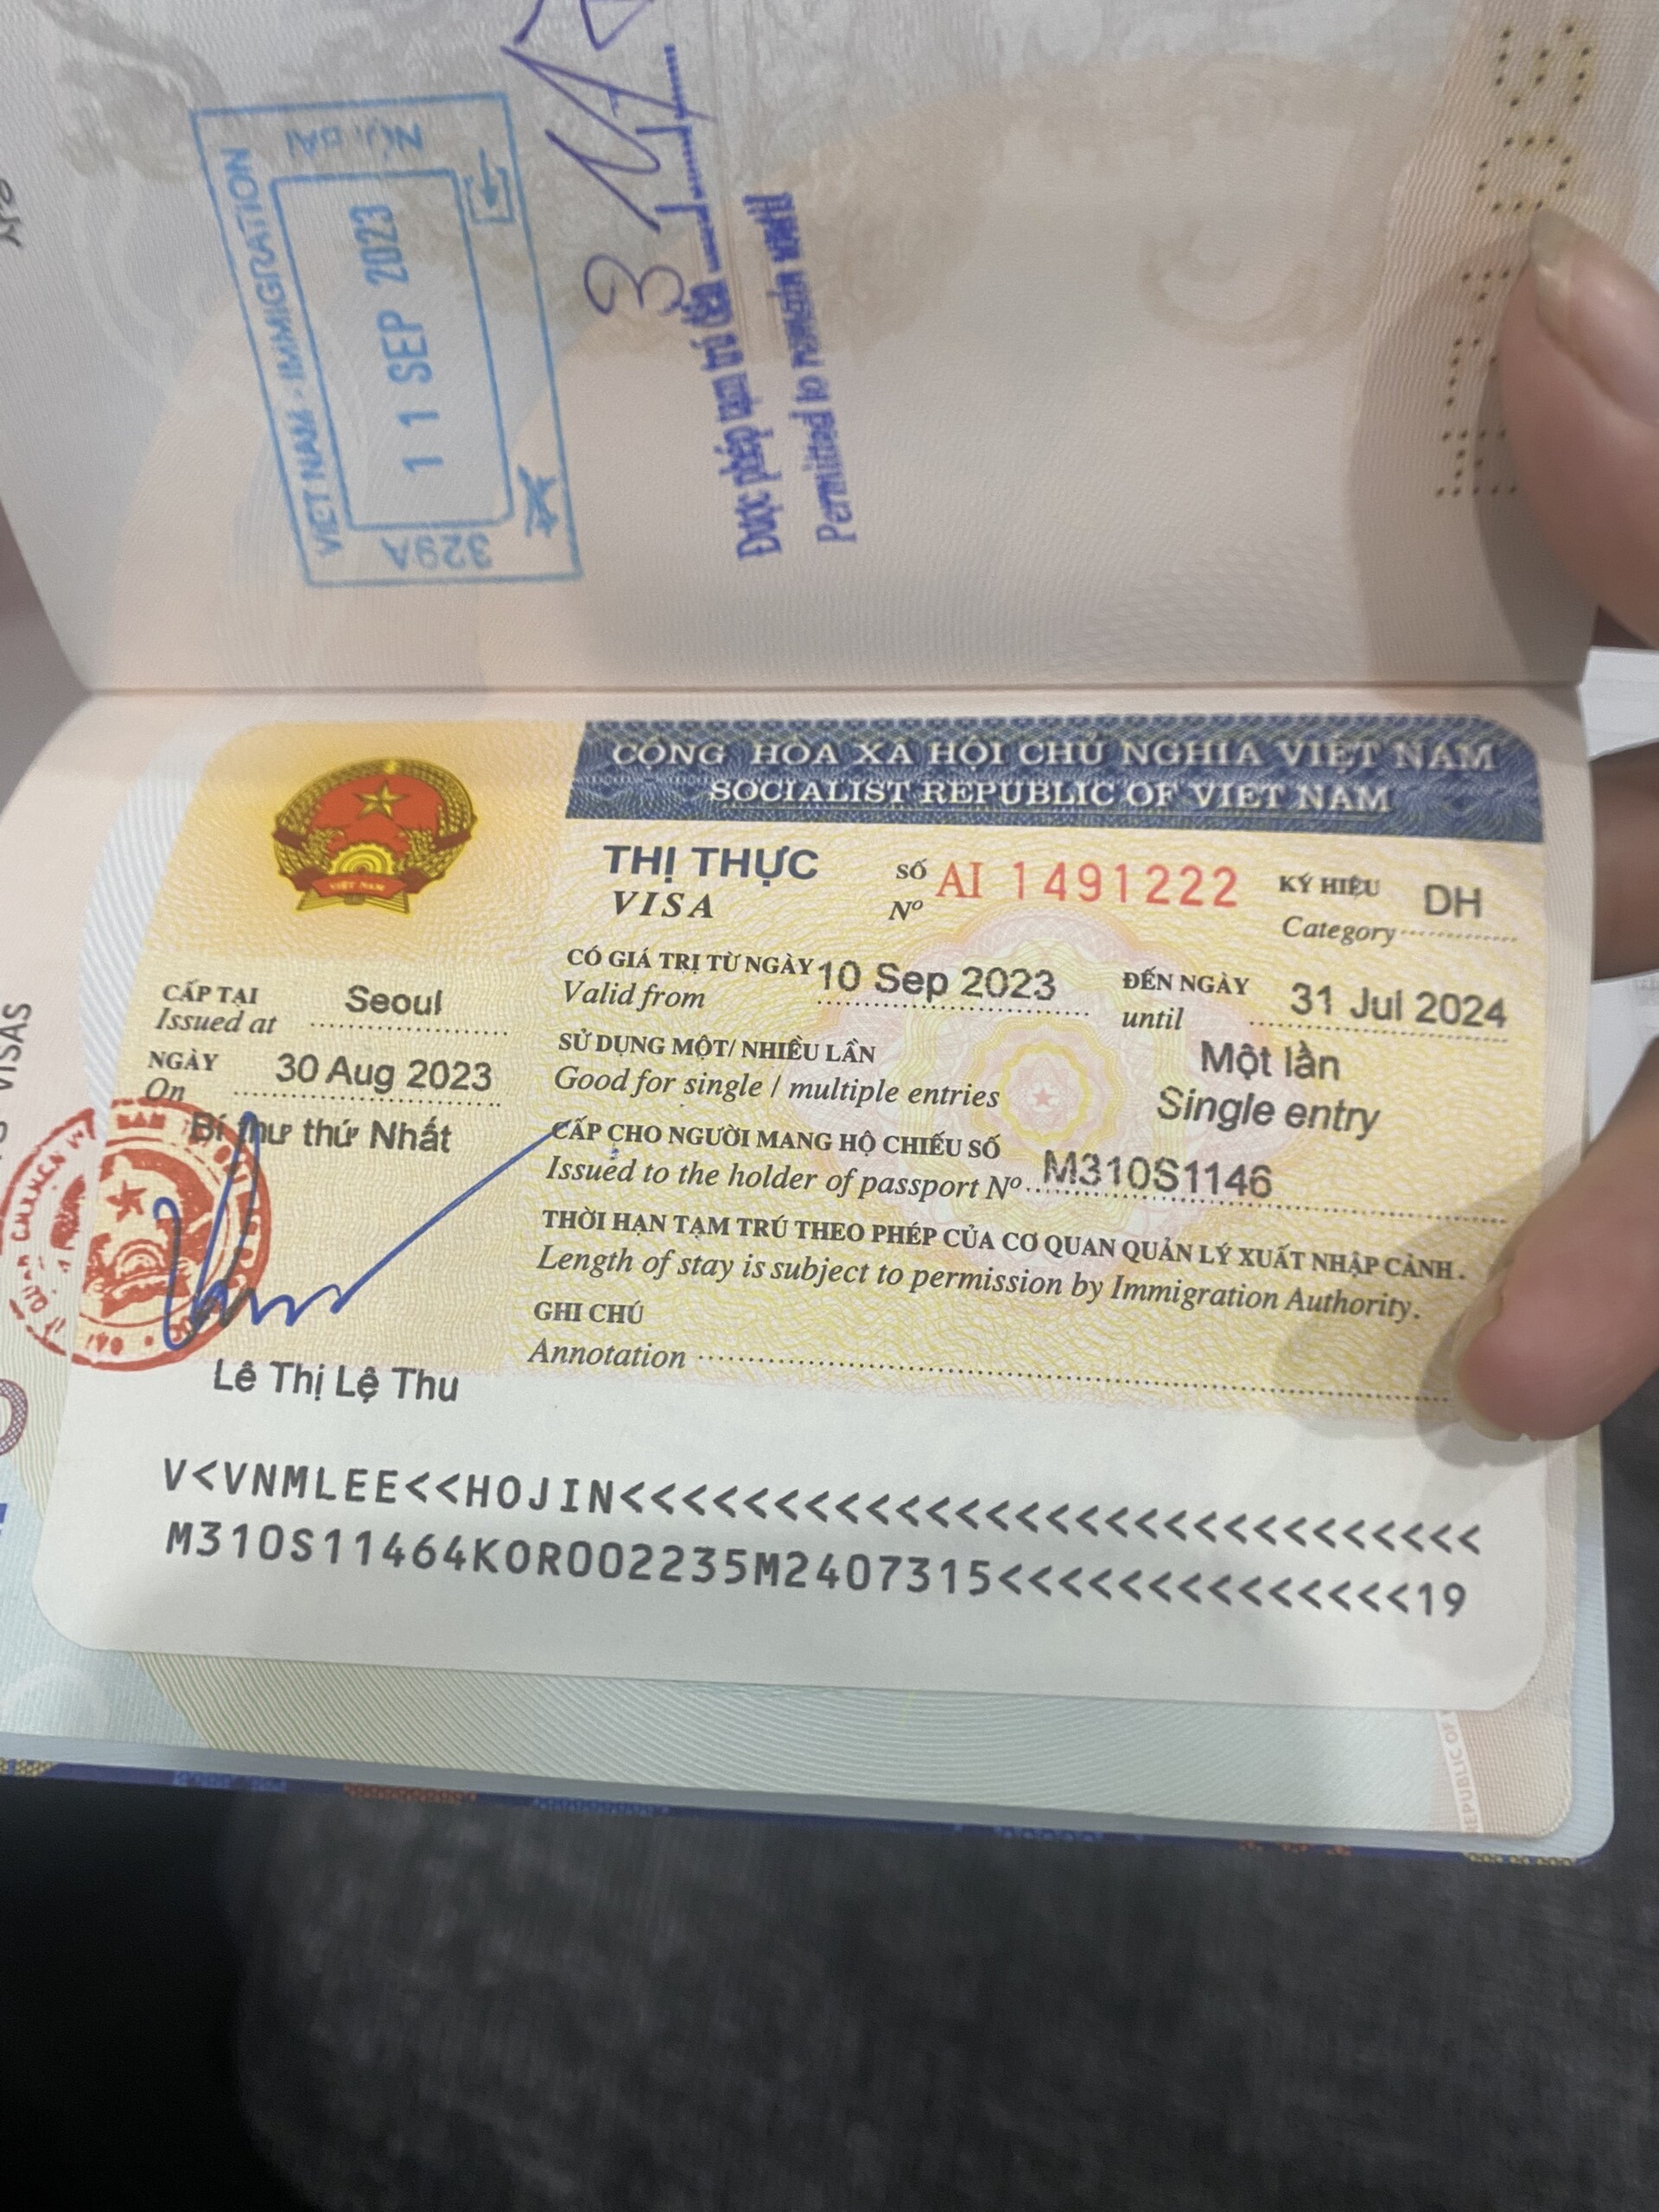 VIET NAM - IMMIGRATION
NỘI BÀI
11 SEP 2023
329A
Được phép tạm trú đến
Permitted to remain until
VISAS
CỘNG HÒA XÃ HỘI CHỦ NGHĨA VIỆT NAM
SOCIALIST REPUBLIC OF VIET NAM
THỊ THỰC
VISA
SỐ AI 1491222
Nº
KÝ HIỆU DH
Category
CÓ GIÁ TRỊ TỪ NGÀY 10 Sep 2023
Valid from
ĐẾN NGÀY 31 Jul 2024
until
CẤP TẠI Seoul
Issued at
NGÀY 30 Aug 2023
On
SỬ DỤNG MỘT/ NHIỀU LẦN Một lần
Good for single / multiple entries Single entry
Bí thư thứ Nhất
CẤP CHO NGƯỜI MANG HỘ CHIẾU SỐ
Issued to the holder of passport Nº M310S1146
THỜI HẠN TẠM TRÚ THEO PHÉP CỦA CƠ QUAN QUẢN LÝ XUẤT NHẬP CẢNH.
Length of stay is subject to permission by Immigration Authority.
GHI CHÚ
Annotation
Lê Thị Lệ Thu
V<VNMLEE<<HOJIN<<<<<<<<<<<<<<<<<<<<<<<<<<<<<
M310S11464KOR0002235M2407315<<<<<<<<<<<<<<19
REPUBLIC OF